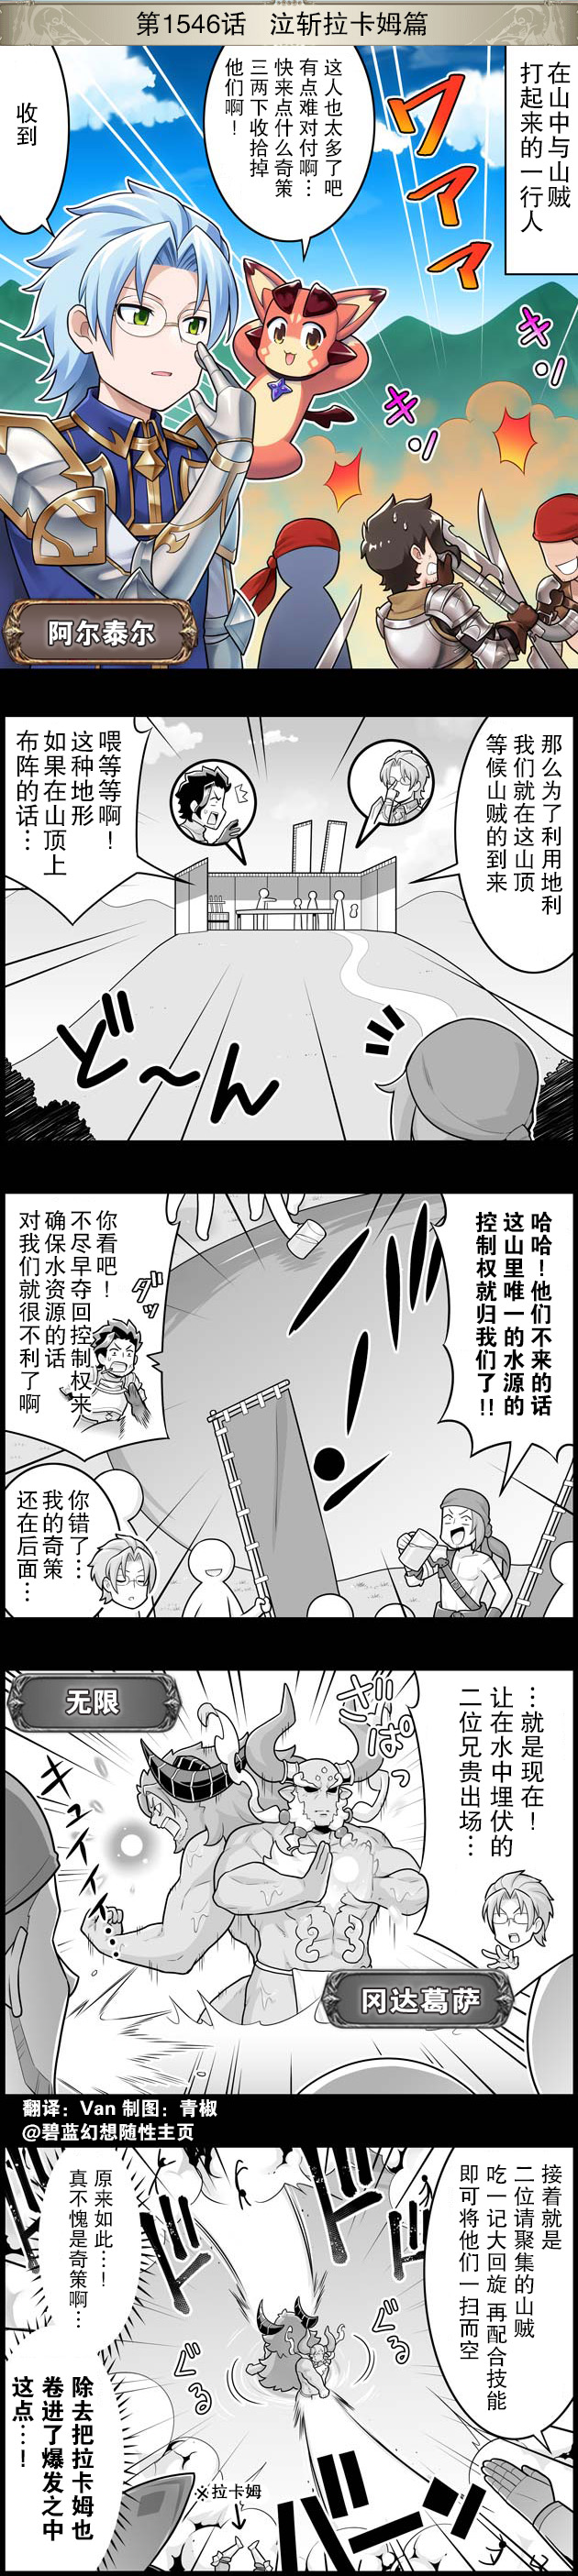 第1546话　泣斩拉卡姆篇
在山中与山贼
打起来的一行人
这人也太多了吧
有点难对付啊…
快来点什么奇策
三两下收拾掉
他们啊！
收到
ワァァァ
キンッ
キンッ
阿尔泰尔
那么为了利用地利
我们就在这山顶
等候山贼的到来
喂等等啊！
这种地形
如果在山顶上
布阵的话…
ど〜ん
哈哈！他们不来的话
这山里唯一的水源的
控制权就归我们了!!
你看吧！
不尽早夺回控制权来
确保水资源的话
对我们就很不利了啊
ダッ
你错了…
我的奇策
还在后面…
…就是现在！
让在水中埋伏的
二位兄贵出场…
ざぱっ
无限
キュイィィ…
冈达葛萨
翻译：Van 制图：青椒
@碧蓝幻想随性主页
接着就是
二位请聚集的山贼
吃一记大回旋 再配合技能
即可将他们一扫而空
原来如此…！
真不愧是奇策啊…
ぐる
ぐる
除去把拉卡姆也
卷进了爆发之中
这点…！
※拉卡姆